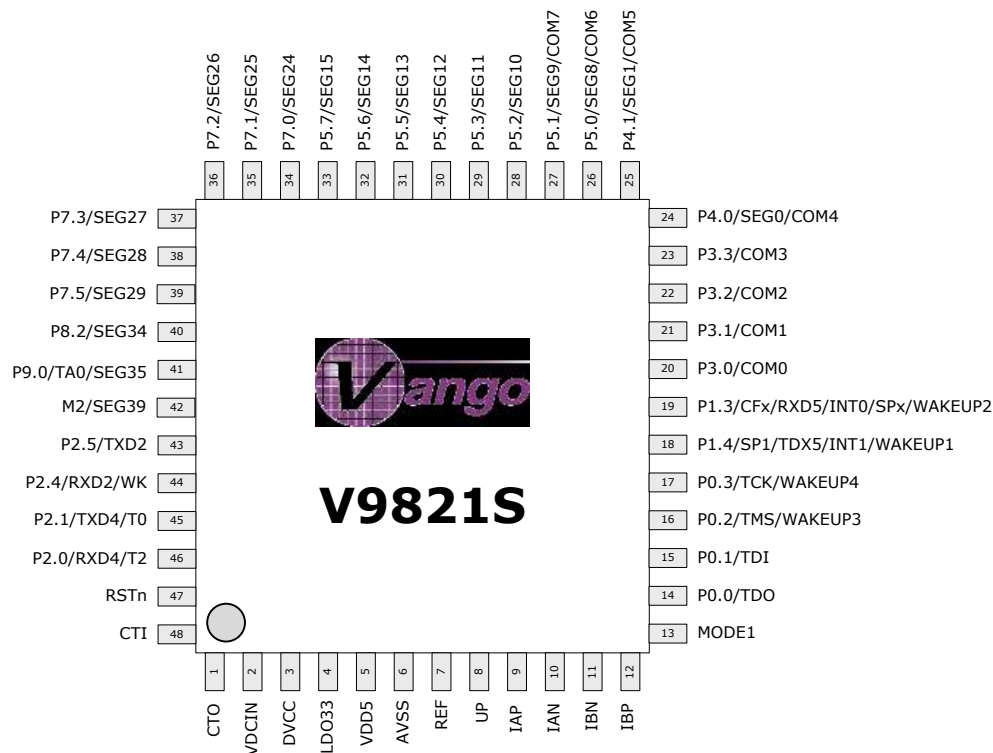 P7.2/SEG26
P7.1/SEG25
P7.0/SEG24
P5.7/SEG15
P5.6/SEG14
P5.5/SEG13
P5.4/SEG12
P5.3/SEG11
P5.2/SEG10
P5.1/SEG9/COM7
P5.0/SEG8/COM6
P4.1/SEG1/COM5
36
35
34
33
32
31
30
29
28
27
26
25
P7.3/SEG27 37
P7.4/SEG28 38
P7.5/SEG29 39
P8.2/SEG34 40
P9.0/TA0/SEG35 41
M2/SEG39 42
P2.5/TXD2 43
P2.4/RXD2/WK 44
P2.1/TXD4/T0 45
P2.0/RXD4/T2 46
RSTn 47
CTI 48
Vango
V9821S
24 P4.0/SEG0/COM4
23 P3.3/COM3
22 P3.2/COM2
21 P3.1/COM1
20 P3.0/COM0
19 P1.3/CFx/RXD5/INT0/SPx/WAKEUP2
18 P1.4/SP1/TDX5/INT1/WAKEUP1
17 P0.3/TCK/WAKEUP4
16 P0.2/TMS/WAKEUP3
15 P0.1/TDI
14 P0.0/TDO
13 MODE1
1
2
3
4
5
6
7
8
9
10
11
12
CTO
VDCIN
DVCC
LDO33
VDD5
AVSS
REF
UP
IAP
IAN
IBN
IBP